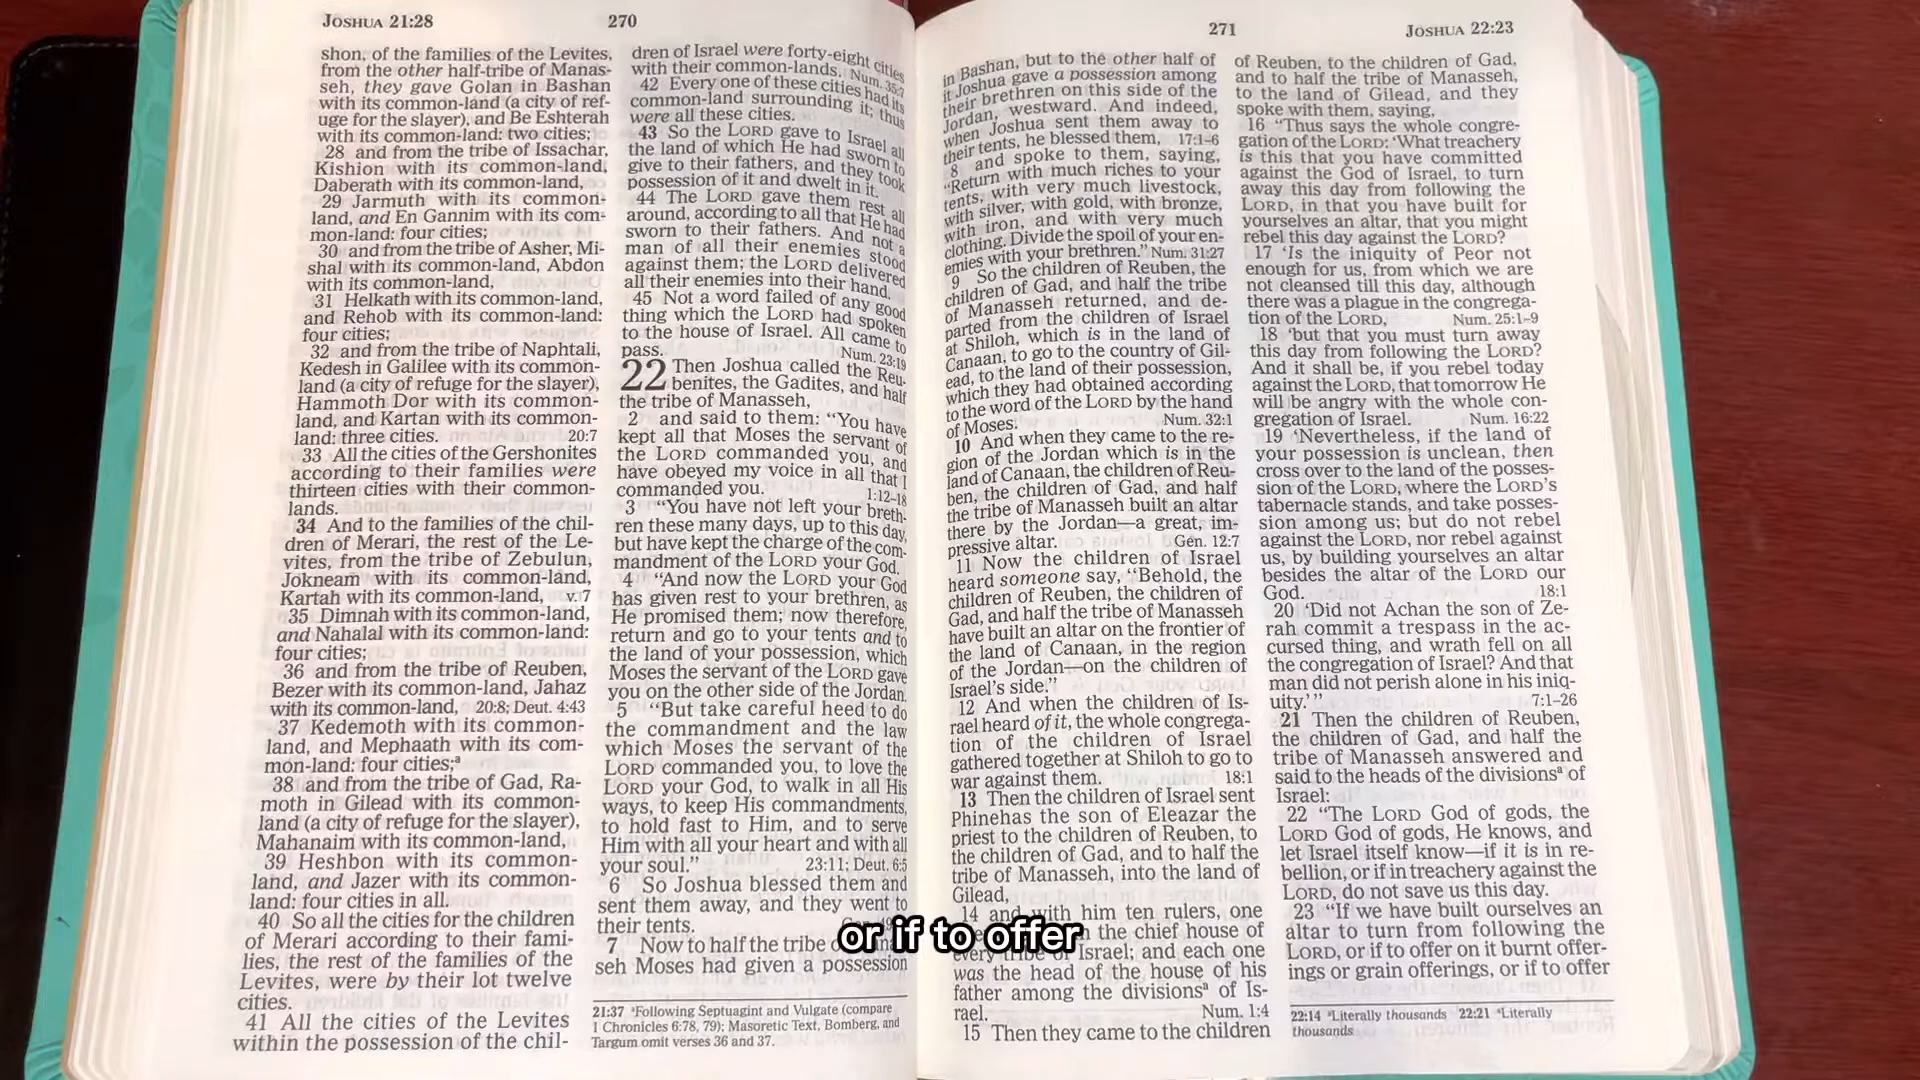 JOSHUA 21:28
270
shon, of the families of the Levites,
from the other half-tribe of Manas-
seh, they gave Golan in Bashan
with its common-land (a city of ref-
uge for the slayer), and Be Eshterah
with its common-land: two cities;
28 and from the tribe of Issachar,
Kishion with its common-land,
Daberath with its common-land,
29 Jarmuth with its common-
land, and En Gannim with its com-
mon-land: four cities;
30 and from the tribe of Asher, Mi-
shal with its common-land, Abdon
with its common-land,
31 Helkath with its common-land,
and Rehob with its common-land:
four cities;
32 and from the tribe of Naphtali,
Kedesh in Galilee with its common-
land (a city of refuge for the slayer),
Hammoth Dor with its common-
land, and Kartan with its common-
land: three cities. 20:7
33 All the cities of the Gershonites
according to their families were
thirteen cities with their common-
lands.
34 And to the families of the chil-
dren of Merari, the rest of the Le-
vites, from the tribe of Zebulun,
Jokneam with its common-land,
Kartah with its common-land, v. 7
35 Dimnah with its common-land,
and Nahalal with its common-land:
four cities;
36 and from the tribe of Reuben,
Bezer with its common-land, Jahaz
with its common-land, 20:8; Deut. 4:43
37 Kedemoth with its common-
land, and Mephaath with its com-
mon-land: four cities;ª
38 and from the tribe of Gad, Ra-
moth in Gilead with its common-
land (a city of refuge for the slayer),
Mahanaim with its common-land,
39 Heshbon with its common-
land, and Jazer with its common-
land: four cities in all.
40 So all the cities for the children
of Merari according to their fami-
lies, the rest of the families of the
Levites, were by their lot twelve
cities.
41 All the cities of the Levites
within the possession of the chil-
dren of Israel were forty-eight cities
with their common-lands. Num. 35:7
42 Every one of these cities had its
common-land surrounding it; thus
were all these cities.
43 So the LORD gave to Israel all
the land of which He had sworn to
give to their fathers, and they took
possession of it and dwelt in it.
44 The LORD gave them rest all
around, according to all that He had
sworn to their fathers. And not a
man of all their enemies stood
against them; the LORD delivered
all their enemies into their hand.
45 Not a word failed of any good
thing which the LORD had spoken
to the house of Israel. All came to
pass. Num. 23:19
22 Then Joshua called the Reu-
benites, the Gadites, and half
the tribe of Manasseh,
2 and said to them: “You have
kept all that Moses the servant of
the LORD commanded you, and
have obeyed my voice in all that I
commanded you. 1:12–18
3 “You have not left your breth-
ren these many days, up to this day,
but have kept the charge of the com-
mandment of the LORD your God.
4 “And now the LORD your God
has given rest to your brethren, as
He promised them; now therefore,
return and go to your tents and to
the land of your possession, which
Moses the servant of the LORD gave
you on the other side of the Jordan.
5 “But take careful heed to do
the commandment and the law
which Moses the servant of the
LORD commanded you, to love the
LORD your God, to walk in all His
ways, to keep His commandments,
to hold fast to Him, and to serve
Him with all your heart and with all
your soul.” 23:11; Deut. 6:5
6 So Joshua blessed them and
sent them away, and they went to
their tents.
7 Now to half the tribe
seh Moses had given a possession
21:37 ªFollowing Septuagint and Vulgate (compare
1 Chronicles 6:78, 79); Masoretic Text, Bomberg, and
Targum omit verses 36 and 37.
271
JOSHUA 22:23
in Bashan, but to the other half of
it Joshua gave a possession among
their brethren on this side of the
Jordan, westward. And indeed,
when Joshua sent them away to
their tents, he blessed them, 17:1–6
8 and spoke to them, saying,
“Return with much riches to your
tents, with very much livestock,
with silver, with gold, with bronze,
with iron, and with very much
clothing. Divide the spoil of your en-
emies with your brethren.” Num. 31:27
9 So the children of Reuben, the
children of Gad, and half the tribe
of Manasseh returned, and de-
parted from the children of Israel
at Shiloh, which is in the land of
Canaan, to go to the country of Gil-
ead, to the land of their possession,
which they had obtained according
to the word of the LORD by the hand
of Moses. Num. 32:1
10 And when they came to the re-
gion of the Jordan which is in the
land of Canaan, the children of Reu-
ben, the children of Gad, and half
the tribe of Manasseh built an altar
there by the Jordan—a great, im-
pressive altar. Gen. 12:7
11 Now the children of Israel
heard someone say, “Behold, the
children of Reuben, the children of
Gad, and half the tribe of Manasseh
have built an altar on the frontier of
the land of Canaan, in the region
of the Jordan—on the children of
Israel’s side.”
12 And when the children of Is-
rael heard of it, the whole congrega-
tion of the children of Israel
gathered together at Shiloh to go to
war against them. 18:1
13 Then the children of Israel sent
Phinehas the son of Eleazar the
priest to the children of Reuben, to
the children of Gad, and to half the
tribe of Manasseh, into the land of
Gilead,
14 and with him ten rulers, one
the chief house of
every tribe of Israel; and each one
was the head of the house of his
father among the divisionsª of Is-
rael. Num. 1:4
15 Then they came to the children
of Reuben, to the children of Gad,
and to half the tribe of Manasseh,
to the land of Gilead, and they
spoke with them, saying,
16 “Thus says the whole congre-
gation of the LORD: ‘What treachery
is this that you have committed
against the God of Israel, to turn
away this day from following the
LORD, in that you have built for
yourselves an altar, that you might
rebel this day against the LORD?
17 ‘Is the iniquity of Peor not
enough for us, from which we are
not cleansed till this day, although
there was a plague in the congrega-
tion of the LORD, Num. 25:1–9
18 ‘but that you must turn away
this day from following the LORD?
And it shall be, if you rebel today
against the LORD, that tomorrow He
will be angry with the whole con-
gregation of Israel. Num. 16:22
19 ‘Nevertheless, if the land of
your possession is unclean, then
cross over to the land of the posses-
sion of the LORD, where the LORD’s
tabernacle stands, and take posses-
sion among us; but do not rebel
against the LORD, nor rebel against
us, by building yourselves an altar
besides the altar of the LORD our
God. 18:1
20 ‘Did not Achan the son of Ze-
rah commit a trespass in the ac-
cursed thing, and wrath fell on all
the congregation of Israel? And that
man did not perish alone in his iniq-
uity.’ ” 7:1–26
21 Then the children of Reuben,
the children of Gad, and half the
tribe of Manasseh answered and
said to the heads of the divisionsª of
Israel:
22 “The LORD God of gods, the
LORD God of gods, He knows, and
let Israel itself know—if it is in re-
bellion, or if in treachery against the
LORD, do not save us this day.
23 “If we have built ourselves an
altar to turn from following the
LORD, or if to offer on it burnt offer-
ings or grain offerings, or if to offer
22:14 ªLiterally thousands 22:21 ªLiterally
thousands
or if to offer